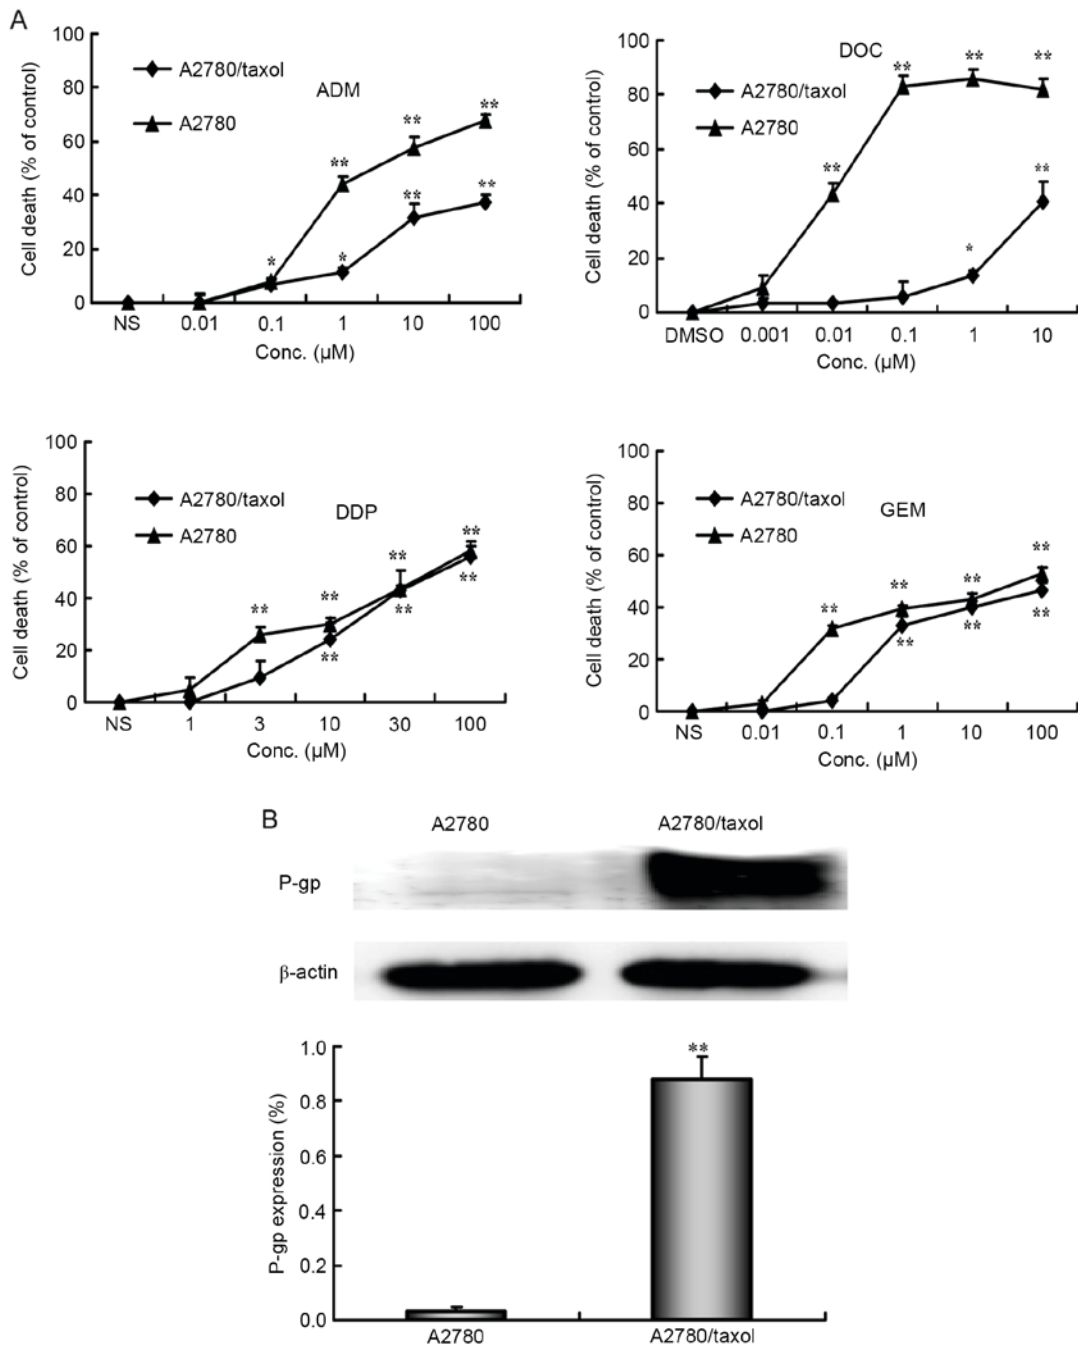 A
100
80
60
40
20
0
Cell death (% of control)
A2780/taxol
A2780
ADM
*
*
**
**
**
**
**
NS 0.01 0.1 1 10 100
Conc. (µM)
100
80
60
40
20
0
Cell death (% of control)
DOC
A2780/taxol
A2780
**
**
**
**
*
**
DMSO 0.001 0.01 0.1 1 10
Conc. (µM)
100
80
60
40
20
0
Cell death (% of control)
A2780/taxol
A2780
DDP
**
**
**
**
**
**
**
NS 1 3 10 30 100
Conc. (µM)
100
80
60
40
20
0
Cell death (% of control)
A2780/taxol
A2780
GEM
**
**
**
**
**
**
**
NS 0.01 0.1 1 10 100
Conc. (µM)
B
A2780 A2780/taxol
P-gp
β-actin
1.0
0.8
0.6
0.4
0.2
0.0
P-gp expression (%)
**
A2780 A2780/taxol